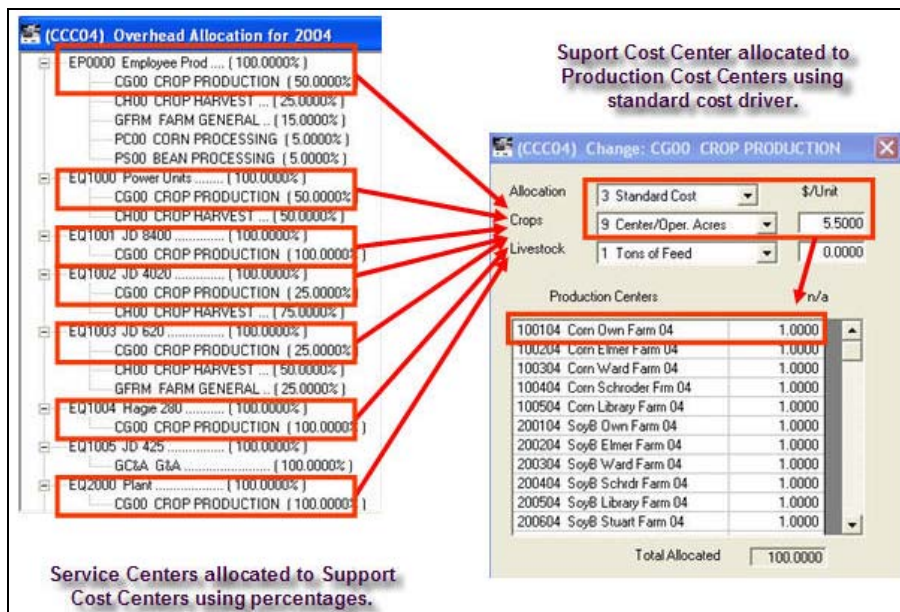 (CCC04) Overhead Allocation for 2004
EP0000 Employee Prod .... (100.0000%)
CG00 CROP PRODUCTION (50.0000%
CH00 CROP HARVEST ... (25.0000%)
GFRM FARM GENERAL .. (15.0000%)
PC00 CORN PROCESSING (5.0000%)
PS00 BEAN PROCESSING (5.0000%)
EQ1000 Power Units ........ (100.0000%)
CG00 CROP PRODUCTION (50.0000%
CH00 CROP HARVEST ... (50.0000%)
EQ1001 JD 8400 ............. (100.0000%)
CG00 CROP PRODUCTION (100.0000%)
EQ1002 JD 4020 ............. (100.0000%)
CG00 CROP PRODUCTION (25.0000%
CH00 CROP HARVEST ... (75.0000%)
EQ1003 JD 620 ............... (100.0000%)
CG00 CROP PRODUCTION (25.0000%
CH00 CROP HARVEST ... (50.0000%)
GFRM FARM GENERAL .. (25.0000%)
EQ1004 Hagie 280 ........... (100.0000%)
CG00 CROP PRODUCTION (100.0000%)
EQ1005 JD 425 ............... (100.0000%)
GC&A G&A ...................... (100.0000%)
EQ2000 Plant .................. (100.0000%)
CG00 CROP PRODUCTION (100.0000%)
Service Centers allocated to Support
Cost Centers using percentages.
Suport Cost Center allocated to
Production Cost Centers using
standard cost driver.
(CCC04) Change: CG00 CROP PRODUCTION
Allocation 3 Standard Cost $/Unit
Crops 9 Center/Oper. Acres 5.5000
Livestock 1 Tons of Feed 0.0000
Production Centers n/a
100104 Corn Own Farm 04 1.0000
100204 Corn Elmer Farm 04 1.0000
100304 Corn Ward Farm 04 1.0000
100404 Corn Schroder Frm 04 1.0000
100504 Corn Library Farm 04 1.0000
200104 SoyB Own Farm 04 1.0000
200204 SoyB Elmer Farm 04 1.0000
200304 SoyB Ward Farm 04 1.0000
200404 SoyB Schrdr Farm 04 1.0000
200504 SoyB Library Farm 04 1.0000
200604 SoyB Stuart Farm 04 1.0000
Total Allocated 100.0000